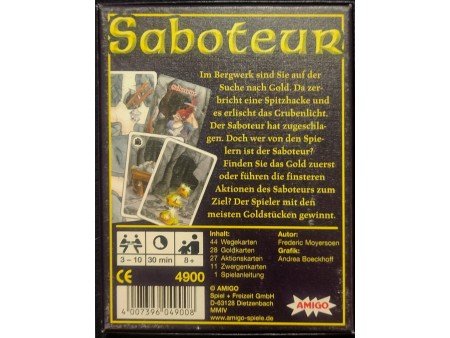 Saboteur
Im Bergwerk sind Sie auf der
Suche nach Gold. Da zer-
bricht eine Spitzhacke und
es erlischt das Grubenlicht.
Der Saboteur hat zugeschla-
gen. Doch wer von den Spie-
lern ist der Saboteur?
Finden Sie das Gold zuerst
oder führen die finsteren
Aktionen des Saboteurs zum
Ziel? Der Spieler mit den
meisten Goldstücken gewinnt.
3 – 10
30 min
8+
CE
4900
Inhalt:
44 Wegekarten
28 Goldkarten
27 Aktionskarten
11 Zwergenkarten
1 Spielanleitung
Autor:
Frederic Moyersoen
Grafik:
Andrea Boeckhoff
© AMIGO
Spiel + Freizeit GmbH
D-63128 Dietzenbach
MMIV
www.amigo-spiele.de
AMIGO
4 007396 049008